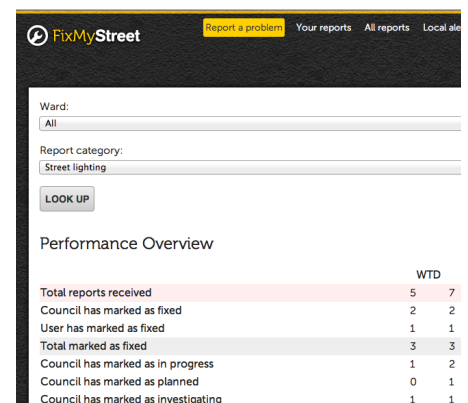 FixMyStreet Report a problem Your reports All reports Local ale
Ward:
All
Report category:
Street lighting
LOOK UP
Performance Overview
WTD
Total reports received 5 7
Council has marked as fixed 2 2
User has marked as fixed 1 1
Total marked as fixed 3 3
Council has marked as in progress 1 2
Council has marked as planned 0 1
Council has marked as investigating 1 1